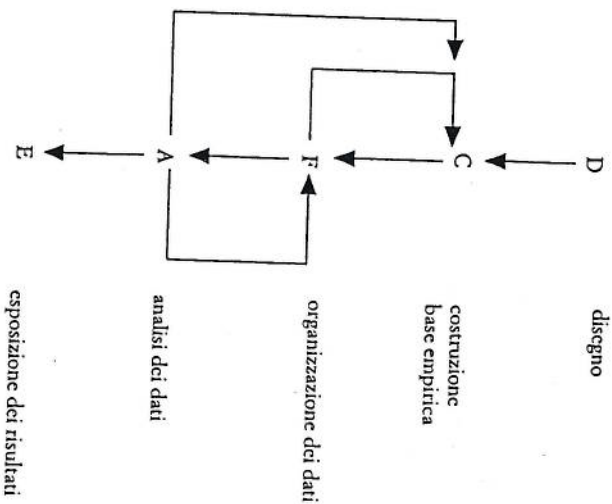 D
disegno
C
costruzione
base empirica
F
organizzazione dei dati
A
analisi dei dati
E
esposizione dei risultati